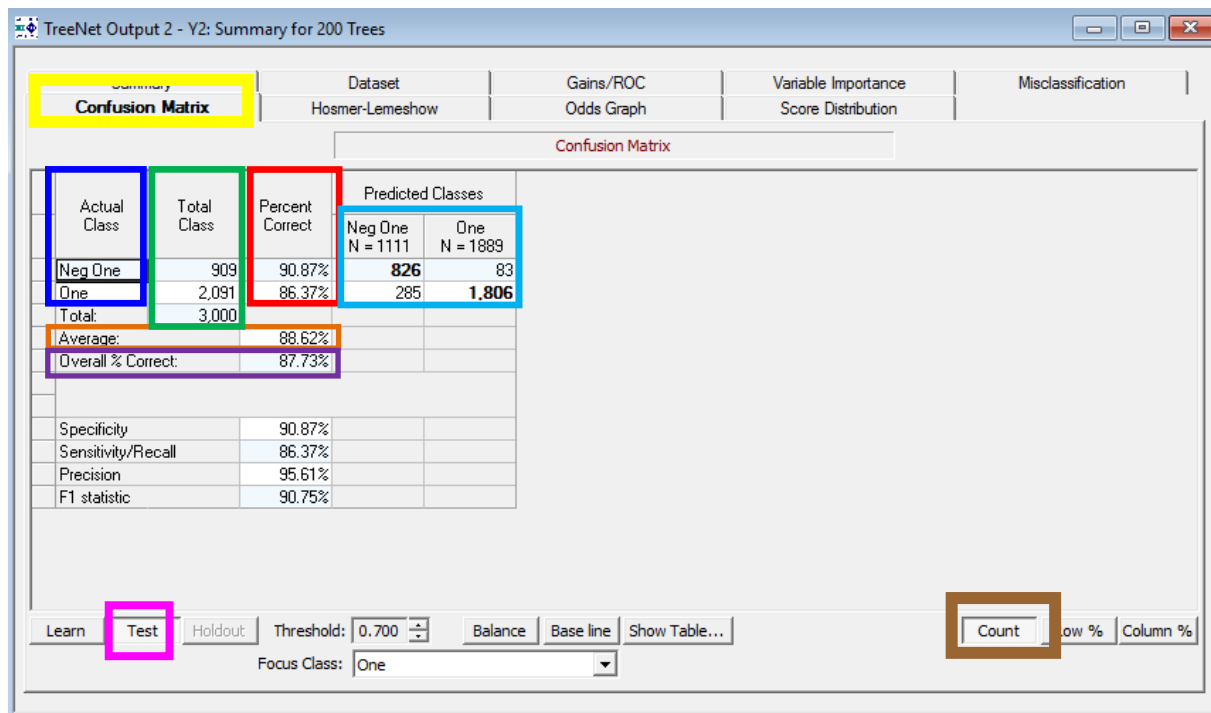 TreeNet Output 2 - Y2: Summary for 200 Trees
Dataset Gains/ROC Variable Importance Misclassification
Confusion Matrix Hosmer-Lemeshow Odds Graph Score Distribution
Confusion Matrix
Actual Class Total Class Percent Correct Predicted Classes
Neg One N = 1111 One N = 1889
Neg One 909 90.87% 826 83
One 2,091 86.37% 285 1,806
Total: 3,000
Average: 88.62%
Overall % Correct: 87.73%
Specificity 90.87%
Sensitivity/Recall 86.37%
Precision 95.61%
F1 statistic 90.75%
Learn Test Holdout Threshold: 0.700 Balance Base line Show Table... Count % Column %
Focus Class: One